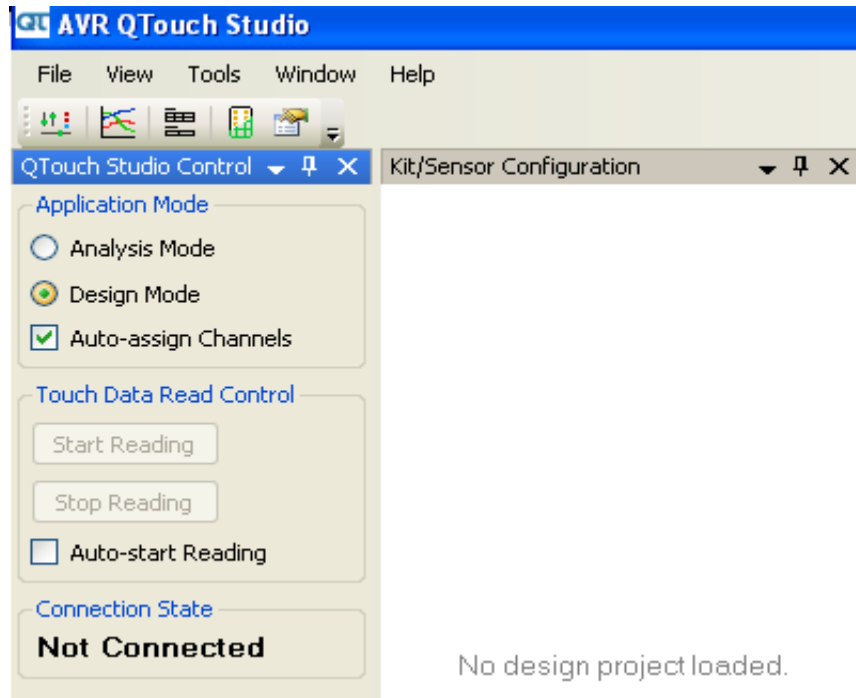 QT AVR QTouch Studio
File View Tools Window Help
QTouch Studio Control
Kit/Sensor Configuration
Application Mode
Analysis Mode
Design Mode
Auto-assign Channels
Touch Data Read Control
Start Reading
Stop Reading
Auto-start Reading
Connection State
Not Connected
No design project loaded.